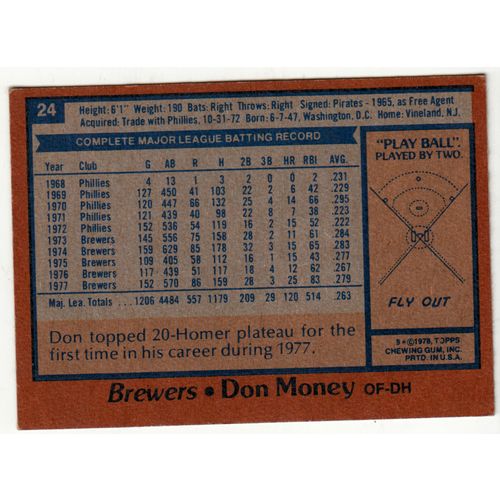 24
Height: 6'1" Weight: 190 Bats: Right Throws: Right Signed: Pirates - 1965, as Free Agent
Acquired: Trade with Phillies, 10-31-72 Born: 6-7-47, Washington, D.C. Home: Vineland, N.J.
COMPLETE MAJOR LEAGUE BATTING RECORD
Year Club G AB R H 2B 3B HR RBI AVG.
1968 Phillies 4 13 1 3 2 0 0 2 .231
1969 Phillies 127 450 41 103 22 2 6 42 .229
1970 Phillies 120 447 66 132 25 4 14 66 .295
1971 Phillies 121 439 40 98 22 8 7 38 .223
1972 Phillies 152 536 54 119 16 2 15 52 .222
1973 Brewers 145 556 75 158 28 2 11 61 .284
1974 Brewers 159 629 85 178 32 3 15 65 .283
1975 Brewers 109 405 58 112 16 1 15 43 .277
1976 Brewers 117 439 51 117 18 4 12 62 .267
1977 Brewers 152 570 86 159 28 3 25 83 .279
Maj. Lea. Totals 1206 4484 557 1179 209 29 120 514 .263
Don topped 20-Homer plateau for the
first time in his career during 1977.
"PLAY BALL"
PLAYED BY TWO.
FLY OUT
©1978, TOPPS
CHEWING GUM, INC.
PRTD. IN U.S.A.
Brewers • Don Money OF-DH